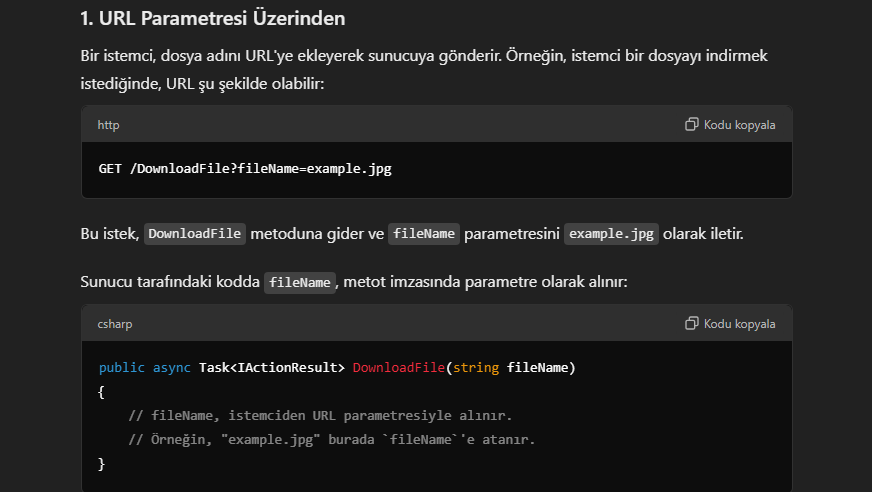 1. URL Parametresi Üzerinden
Bir istemci, dosya adını URL'ye ekleyerek sunucuya gönderir. Örneğin, istemci bir dosyayı indirmek
istediğinde, URL şu şekilde olabilir:
http
Kodu kopyala
GET /DownloadFile?fileName=example.jpg
Bu istek, DownloadFile metoduna gider ve fileName parametresini example.jpg olarak iletir.
Sunucu tarafındaki kodda fileName, metot imzasında parametre olarak alınır:
csharp
Kodu kopyala
public async Task<IActionResult> DownloadFile(string fileName)
{
// fileName, istemciden URL parametresiyle alınır.
// Örneğin, "example.jpg" burada `fileName`'e atanır.
}